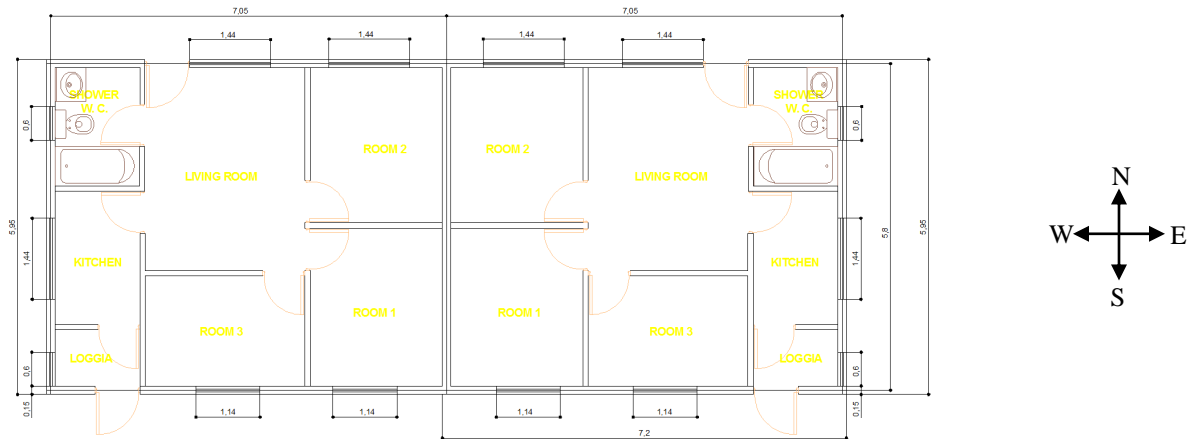 7,05
7,05
1,44
1,44
1,44
1,44
SHOWER
W. C.
SHOWER
W. C.
0,6
0,6
ROOM 2
ROOM 2
LIVING ROOM
LIVING ROOM
N
W
E
S
5,95
5,8
5,95
1,44
1,44
KITCHEN
KITCHEN
ROOM 3
ROOM 1
ROOM 1
ROOM 3
LOGGIA
LOGGIA
0,6
0,6
0,15
0,15
1,14
1,14
1,14
1,14
7,2